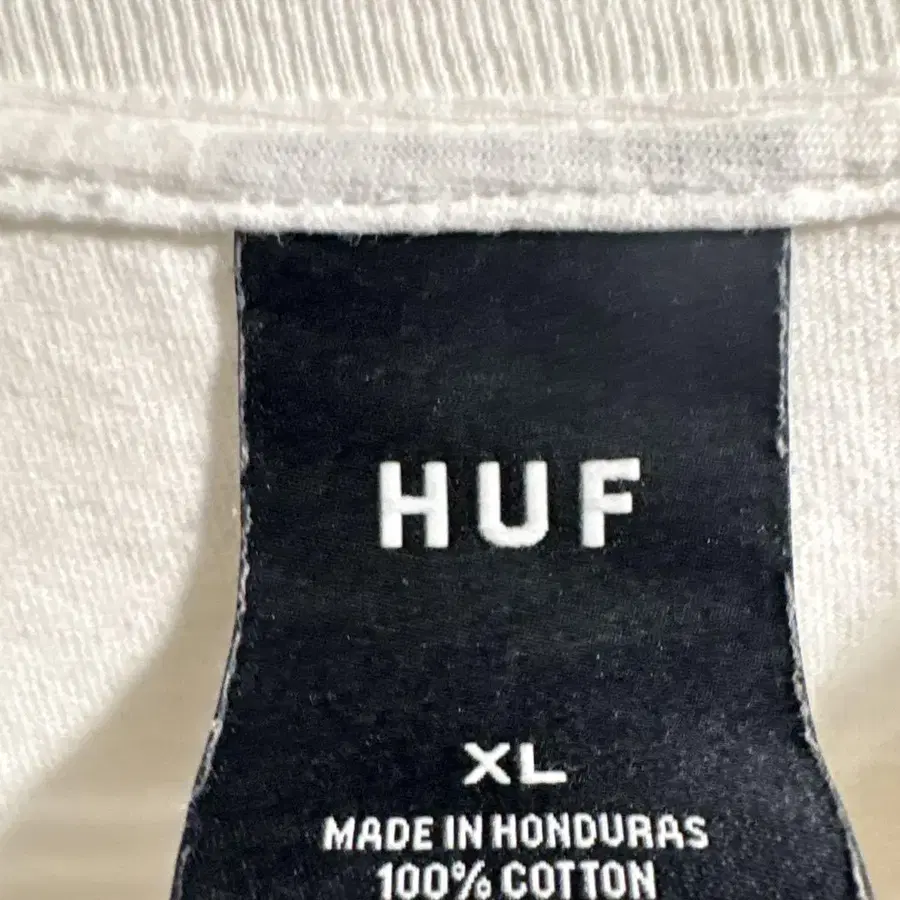 HUF
XL
MADE IN HONDURAS
100% COTTON